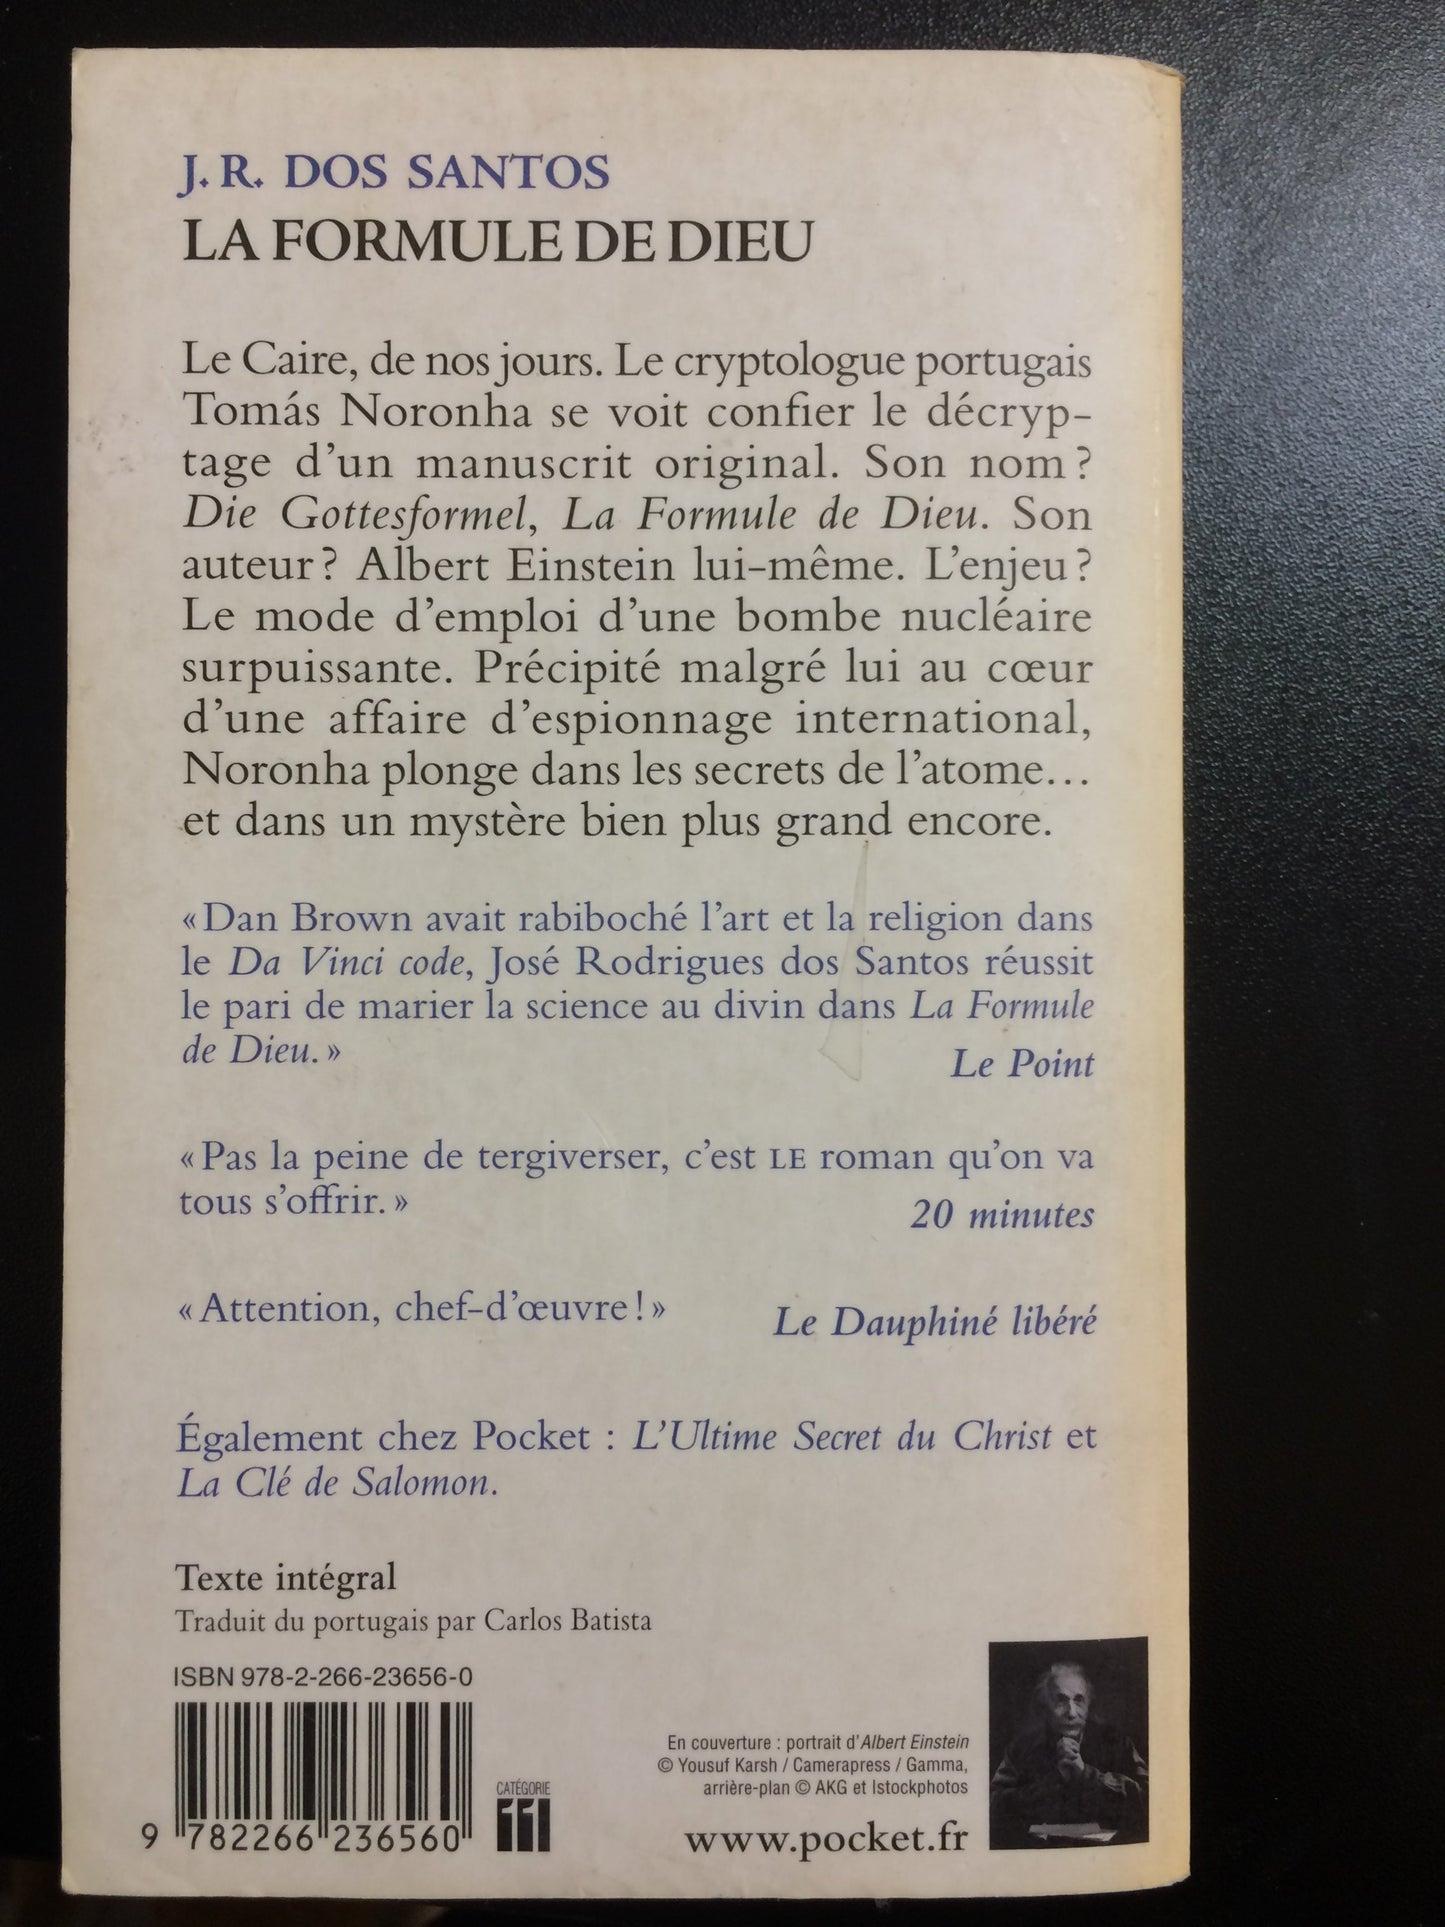 J. R. DOS SANTOS
LA FORMULE DE DIEU
Le Caire, de nos jours. Le cryptologue portugais
Tomás Noronha se voit confier le décryp-
tage d’un manuscrit original. Son nom ?
Die Gottesformel, La Formule de Dieu. Son
auteur ? Albert Einstein lui-même. L’enjeu ?
Le mode d’emploi d’une bombe nucléaire
surpuissante. Précipité malgré lui au cœur
d’une affaire d’espionnage international,
Noronha plonge dans les secrets de l’atome…
et dans un mystère bien plus grand encore.
« Dan Brown avait rabiboché l’art et la religion dans
le Da Vinci code, José Rodrigues dos Santos réussit
le pari de marier la science au divin dans La Formule
de Dieu. »
Le Point
« Pas la peine de tergiverser, c’est LE roman qu’on va
tous s’offrir. »
20 minutes
« Attention, chef-d’œuvre ! »
Le Dauphiné libéré
Également chez Pocket : L’Ultime Secret du Christ et
La Clé de Salomon.
Texte intégral
Traduit du portugais par Carlos Batista
ISBN 978-2-266-23656-0
9 782266 236560
CATÉGORIE
11
En couverture : portrait d’Albert Einstein
© Yousuf Karsh / Camerapress / Gamma,
arrière-plan © AKG et Istockphotos
www.pocket.fr